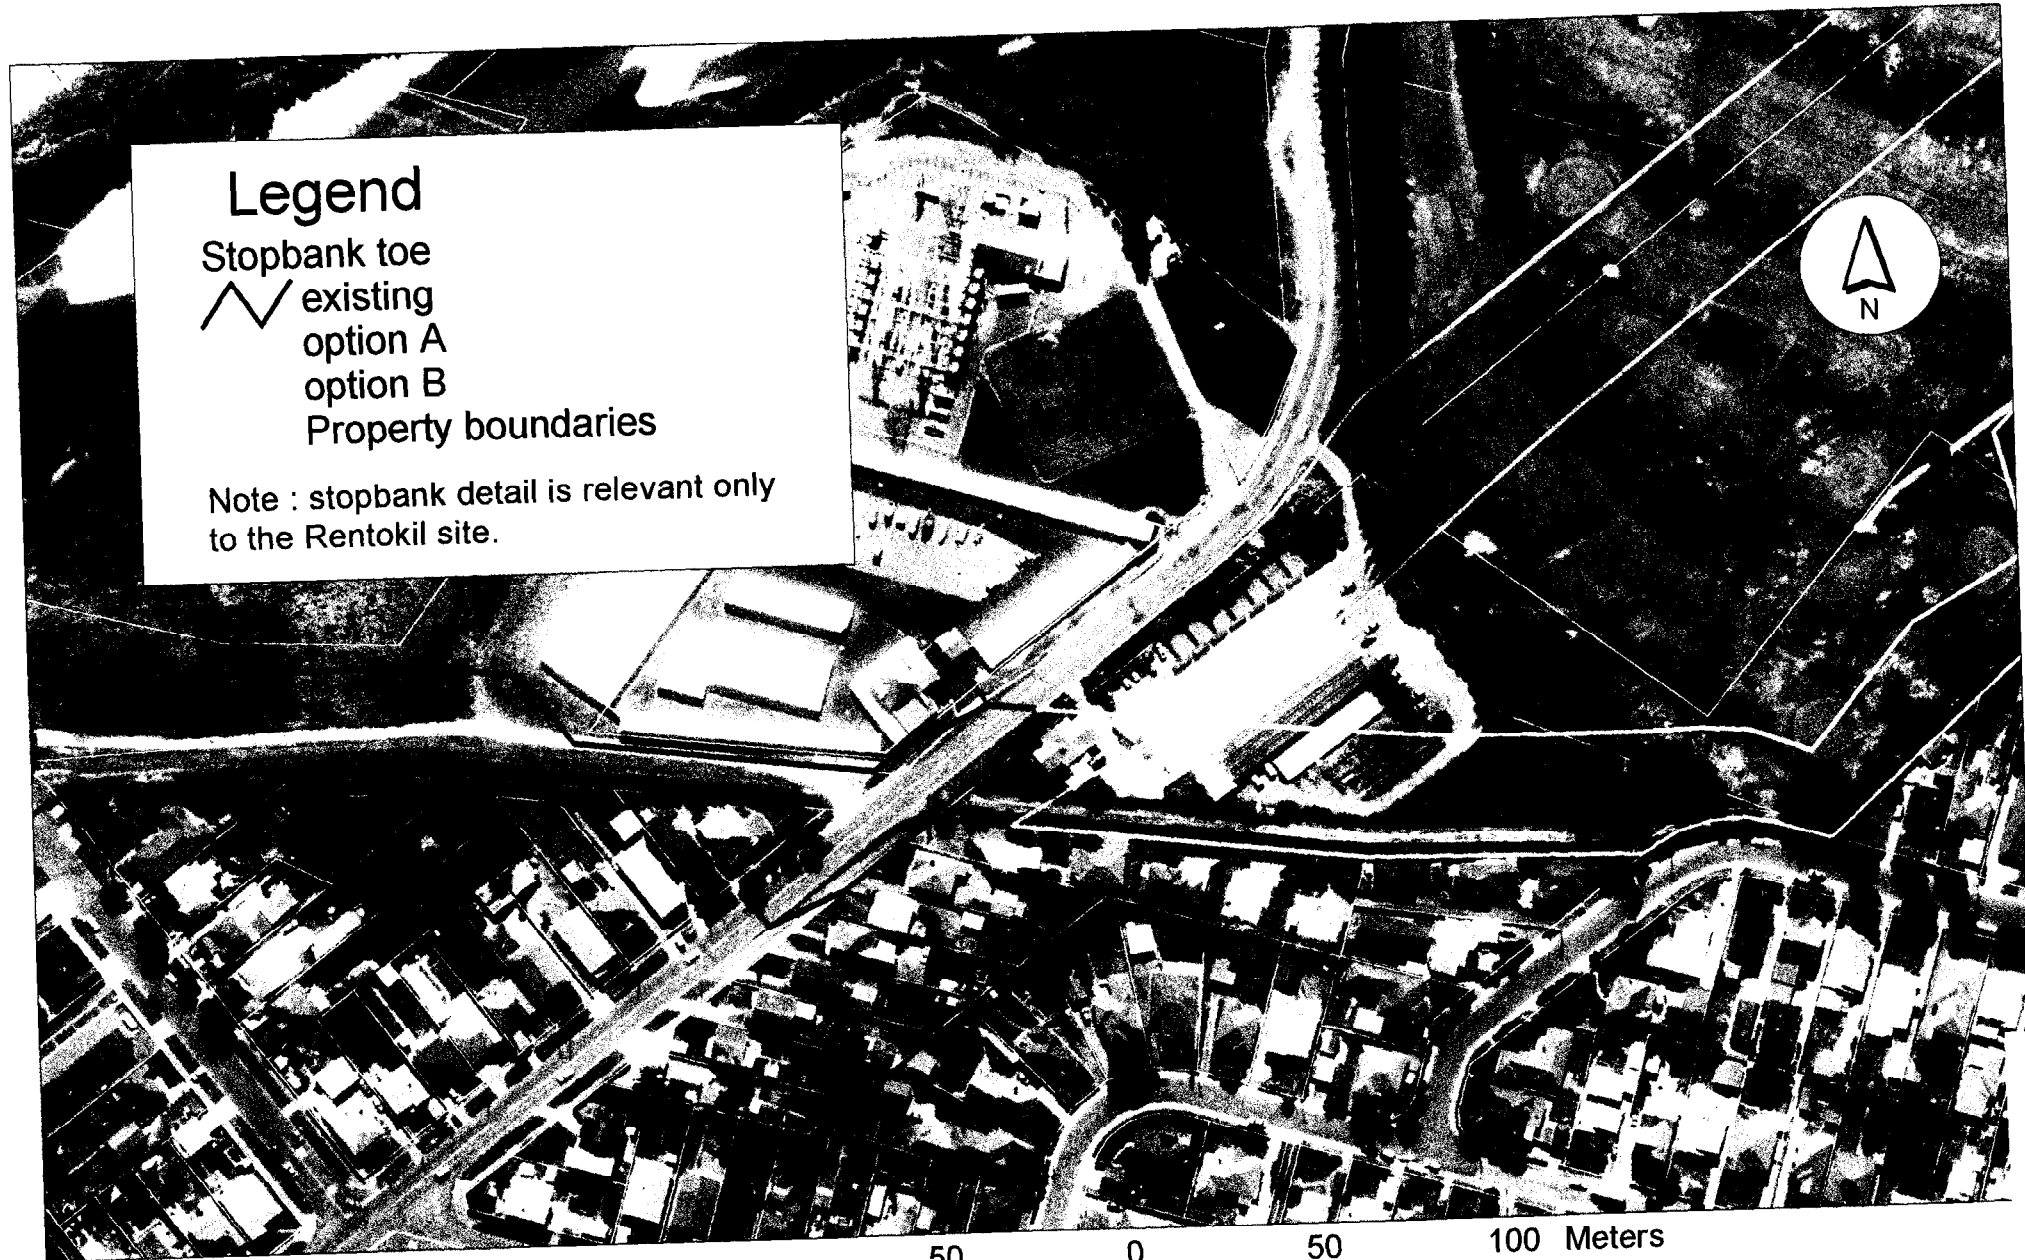 Legend
Stopbank toe
existing
option A
option B
Property boundaries
Note : stopbank detail is relevant only
to the Rentokil site.
N
50 0 50 100 Meters